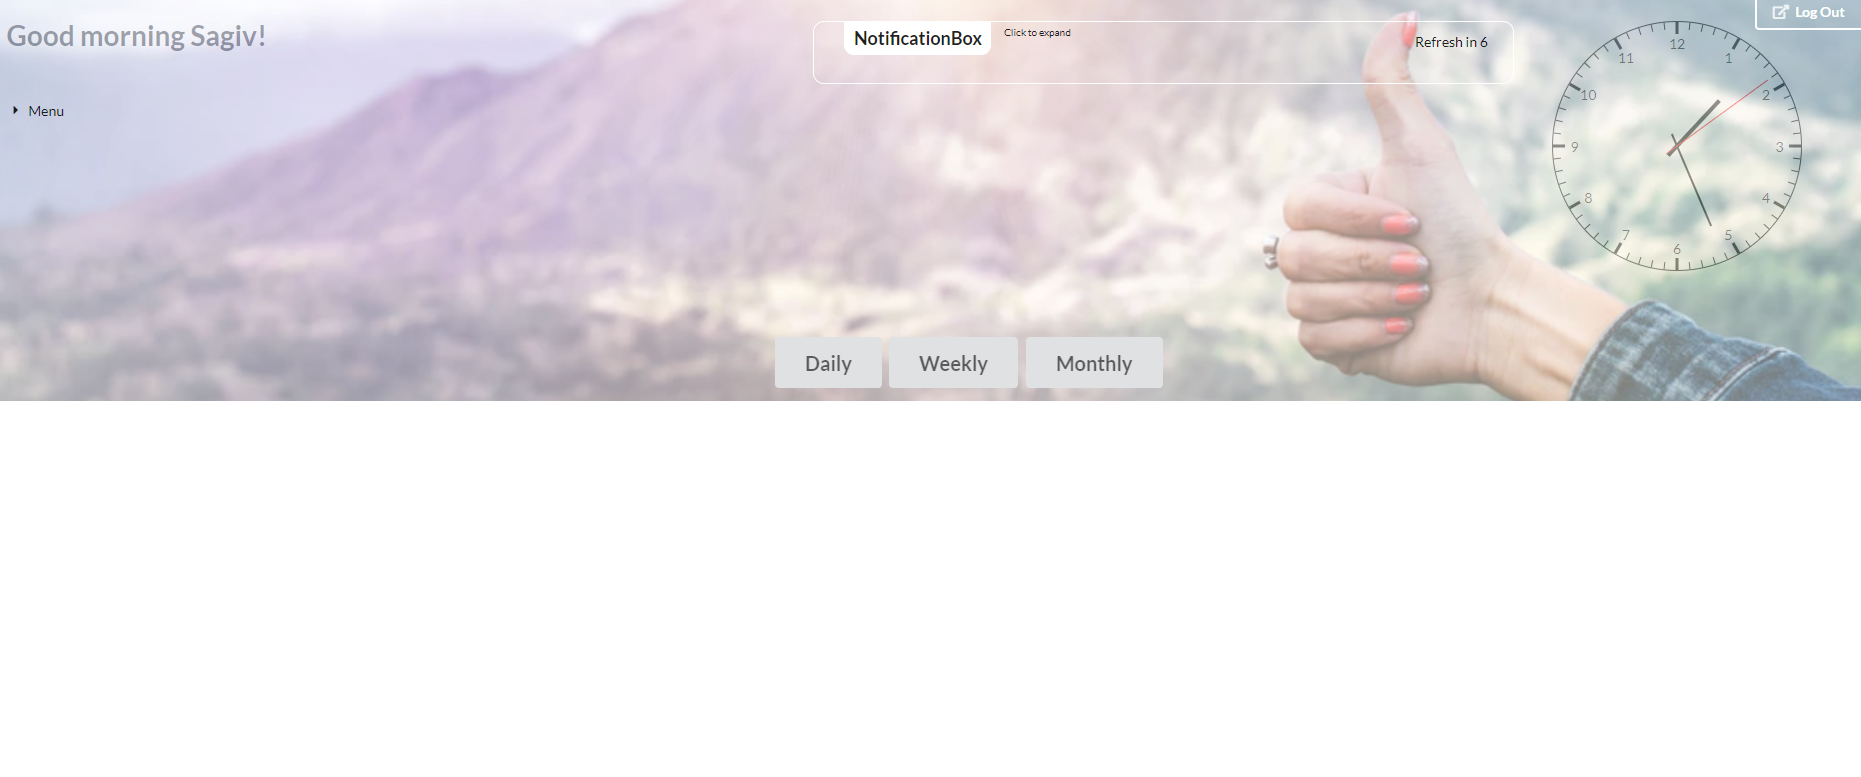 Good morning Sagiv!
NotificationBox
Click to expand
Refresh in 6
Log Out
Menu
12
1
2
3
4
5
6
7
8
9
10
11
Daily
Weekly
Monthly